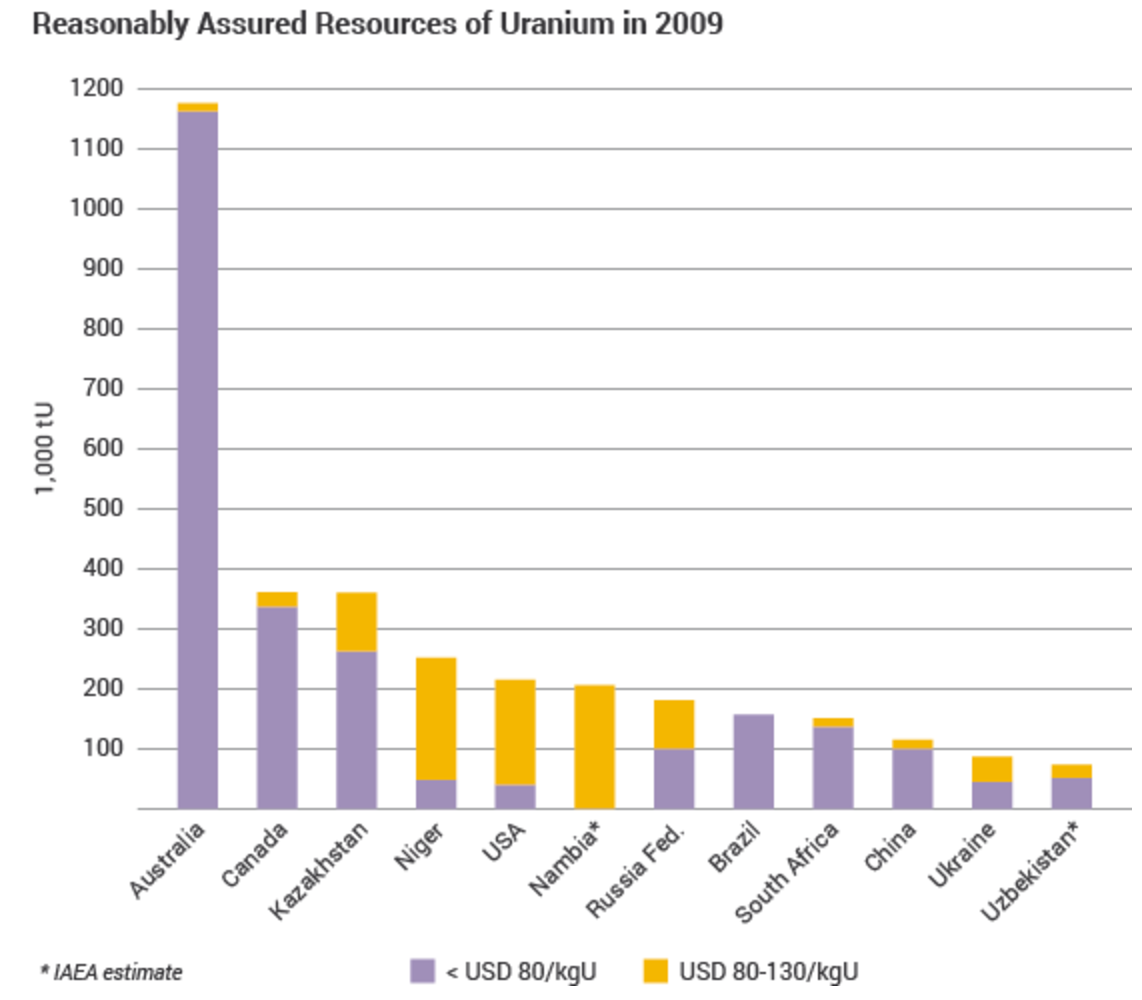 Reasonably Assured Resources of Uranium in 2009
1200
1100
1000
900
800
700
600
500
400
300
200
100
1,000 tU
Australia
Canada
Kazakhstan
Niger
USA
Nambia*
Russia Fed.
Brazil
South Africa
China
Ukraine
Uzbekistan*
* IAEA estimate
< USD 80/kgU
USD 80-130/kgU